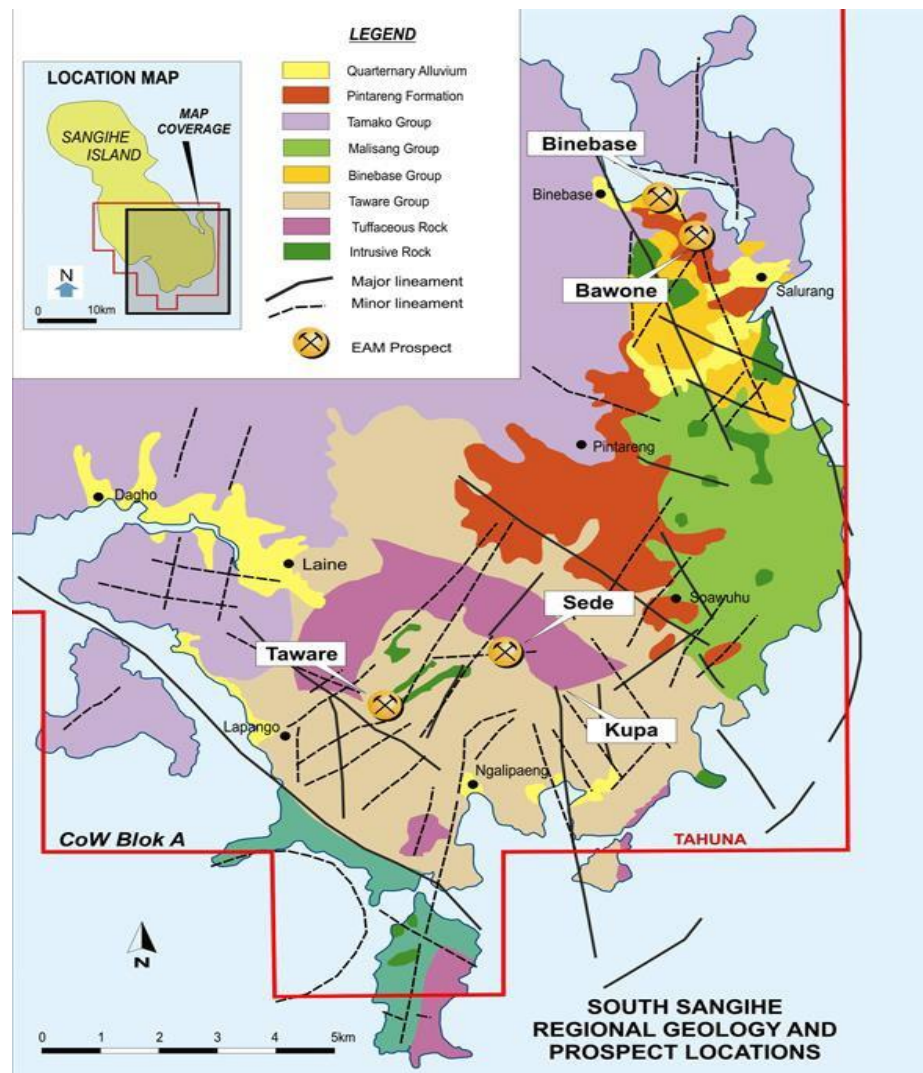 LEGEND
Quarternary Alluvium
Pintareng Formation
Tamako Group
Malisang Group
Binebase Group
Taware Group
Tuffaceous Rock
Intrusive Rock
Major lineament
Minor lineament
EAM Prospect
LOCATION MAP
MAP
COVERAGE
SANGIHE
ISLAND
N
0
10km
Binebase
Binebase
Bawone
Salurang
Pintareng
Dagho
Laine
Soawuhu
Sede
Taware
Lapango
Kupa
Ngalipaeng
CoW Blok A
TAHUNA
N
0 1 2 3 4 5km
SOUTH SANGIHE
REGIONAL GEOLOGY AND
PROSPECT LOCATIONS